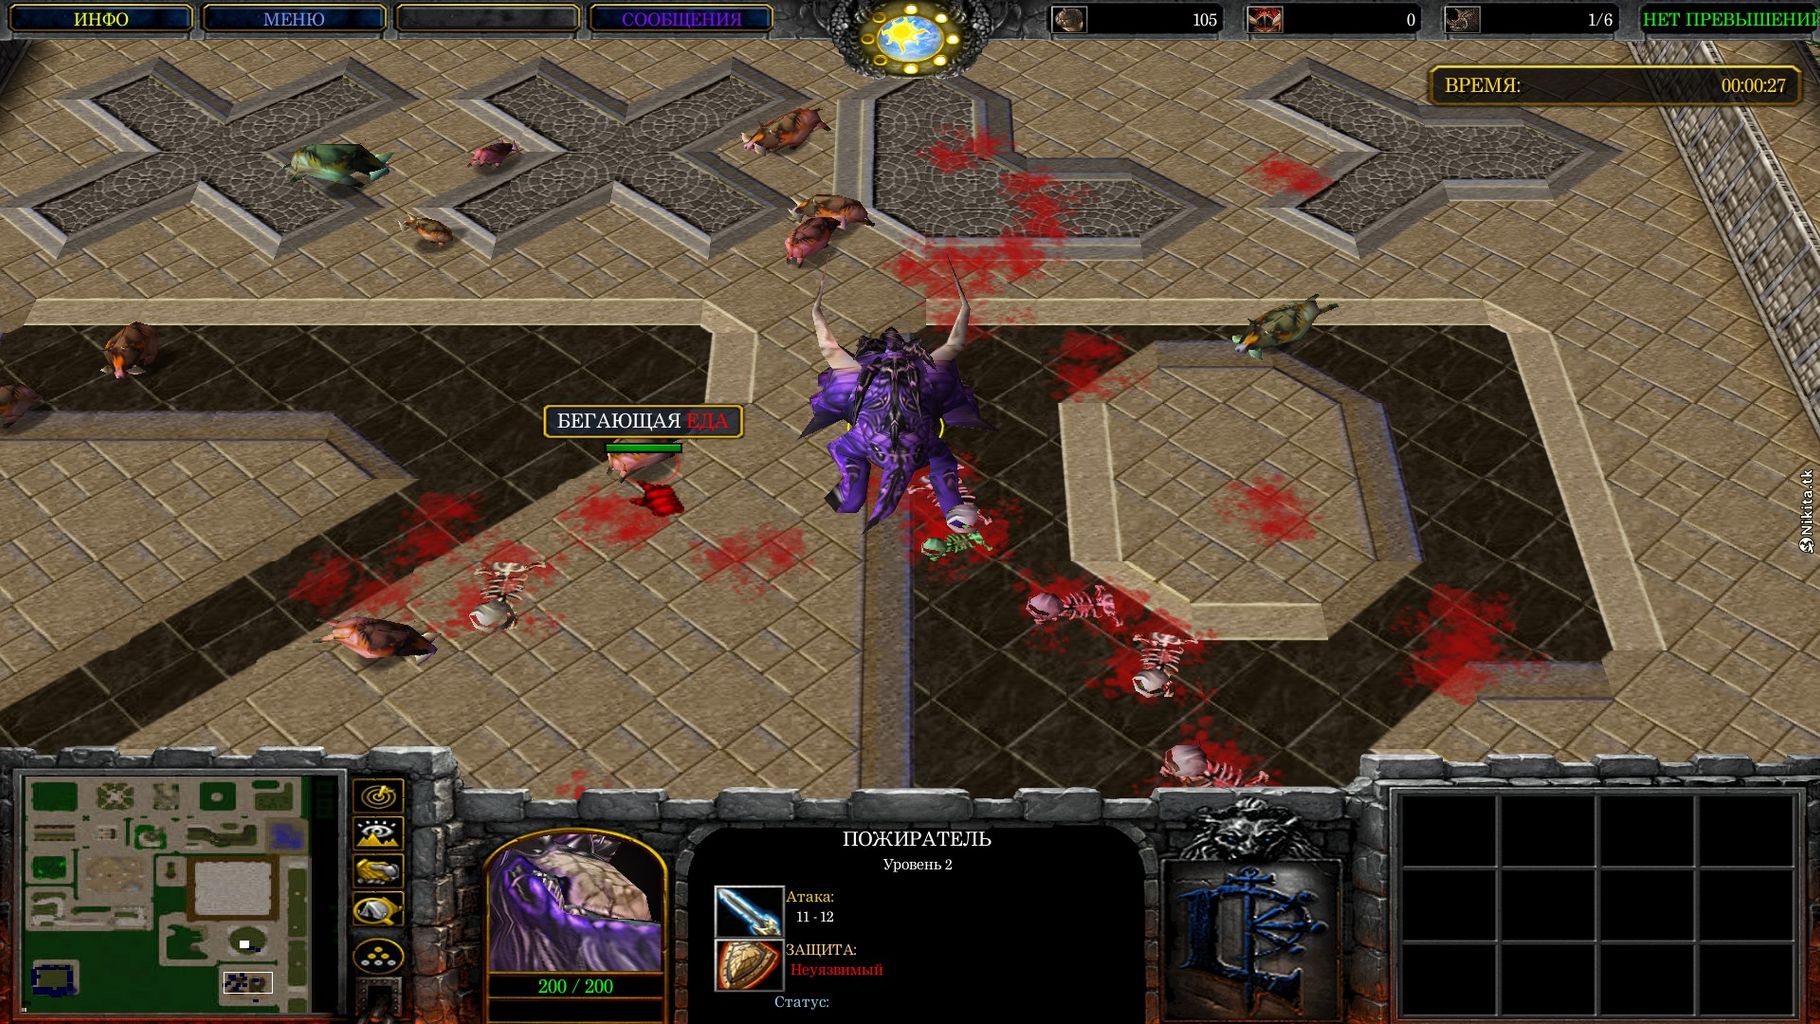 ИНФО
МЕНЮ
СООБЩЕНИЯ
105
0
1/6
НЕТ ПРЕВЫШЕНИЙ
ВРЕМЯ:
00:00:27
БЕГАЮЩАЯ ЕДА
Nikita.tk
ПОЖИРАТЕЛЬ
Уровень 2
Атака:
11 - 12
ЗАЩИТА:
Неуязвимый
Статус:
200 / 200